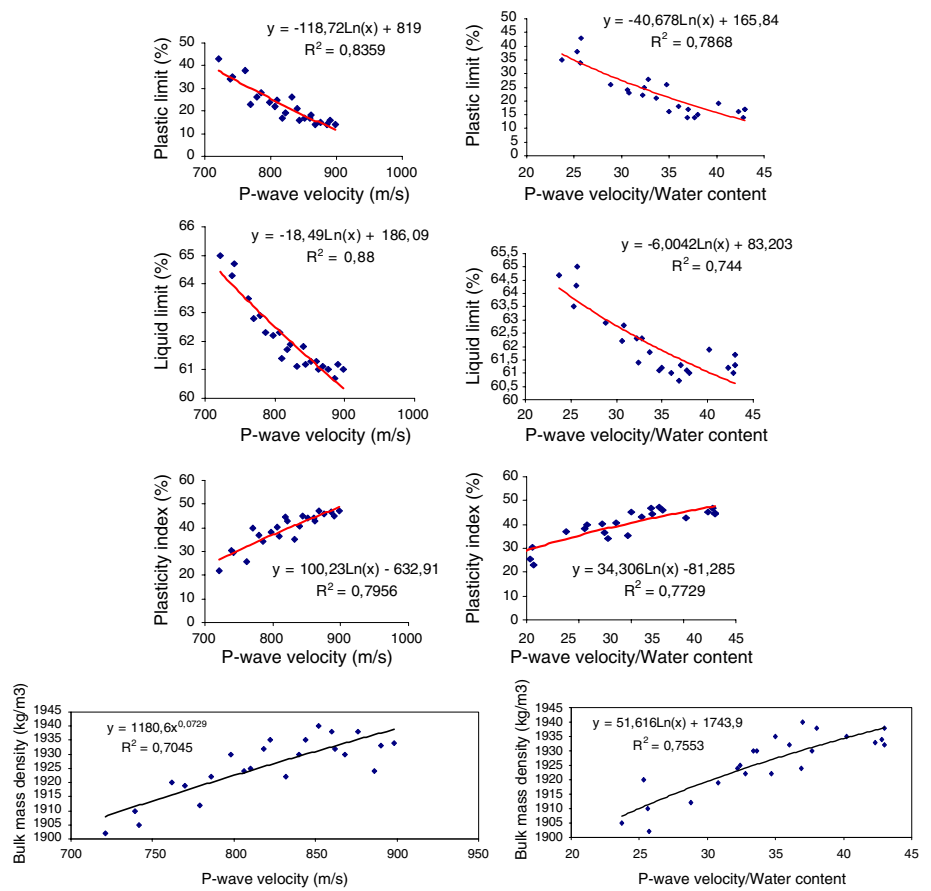 y = -118,72Ln(x) + 819
R² = 0,8359
Plastic limit (%)
50
40
30
20
10
0
700 800 900 1000
P-wave velocity (m/s)
y = -40,678Ln(x) + 165,84
R² = 0,7868
Plastic limit (%)
45
40
35
30
25
20
15
10
5
0
20 25 30 35 40 45
P-wave velocity/Water content
y = -18,49Ln(x) + 186,09
R² = 0,88
Liquid limit (%)
66
65
64
63
62
61
60
700 800 900 1000
P-wave velocity (m/s)
y = -6,0042Ln(x) + 83,203
R² = 0,744
Liquid limit (%)
65,5
65
64,5
64
63,5
63
62,5
62
61,5
61
60,5
60
20 25 30 35 40 45
P-wave velocity/Water content
Plasticity index (%)
60
50
40
30
20
10
0
y = 100,23Ln(x) - 632,91
R² = 0,7956
700 800 900 1000
P-wave velocity (m/s)
Plasticity index (%)
60
50
40
30
20
10
0
y = 34,306Ln(x) -81,285
R² = 0,7729
20 25 30 35 40 45
P-wave velocity/Water content
Bulk mass density (kg/m3)
1945
1940
1935
1930
1925
1920
1915
1910
1905
1900
y = 1180,6x^0,0729
R² = 0,7045
700 750 800 850 900 950
P-wave velocity (m/s)
Bulk mass density (kg/m3)
1945
1940
1935
1930
1925
1920
1915
1910
1905
1900
y = 51,616Ln(x) + 1743,9
R² = 0,7553
20 25 30 35 40 45
P-wave velocity/Water content